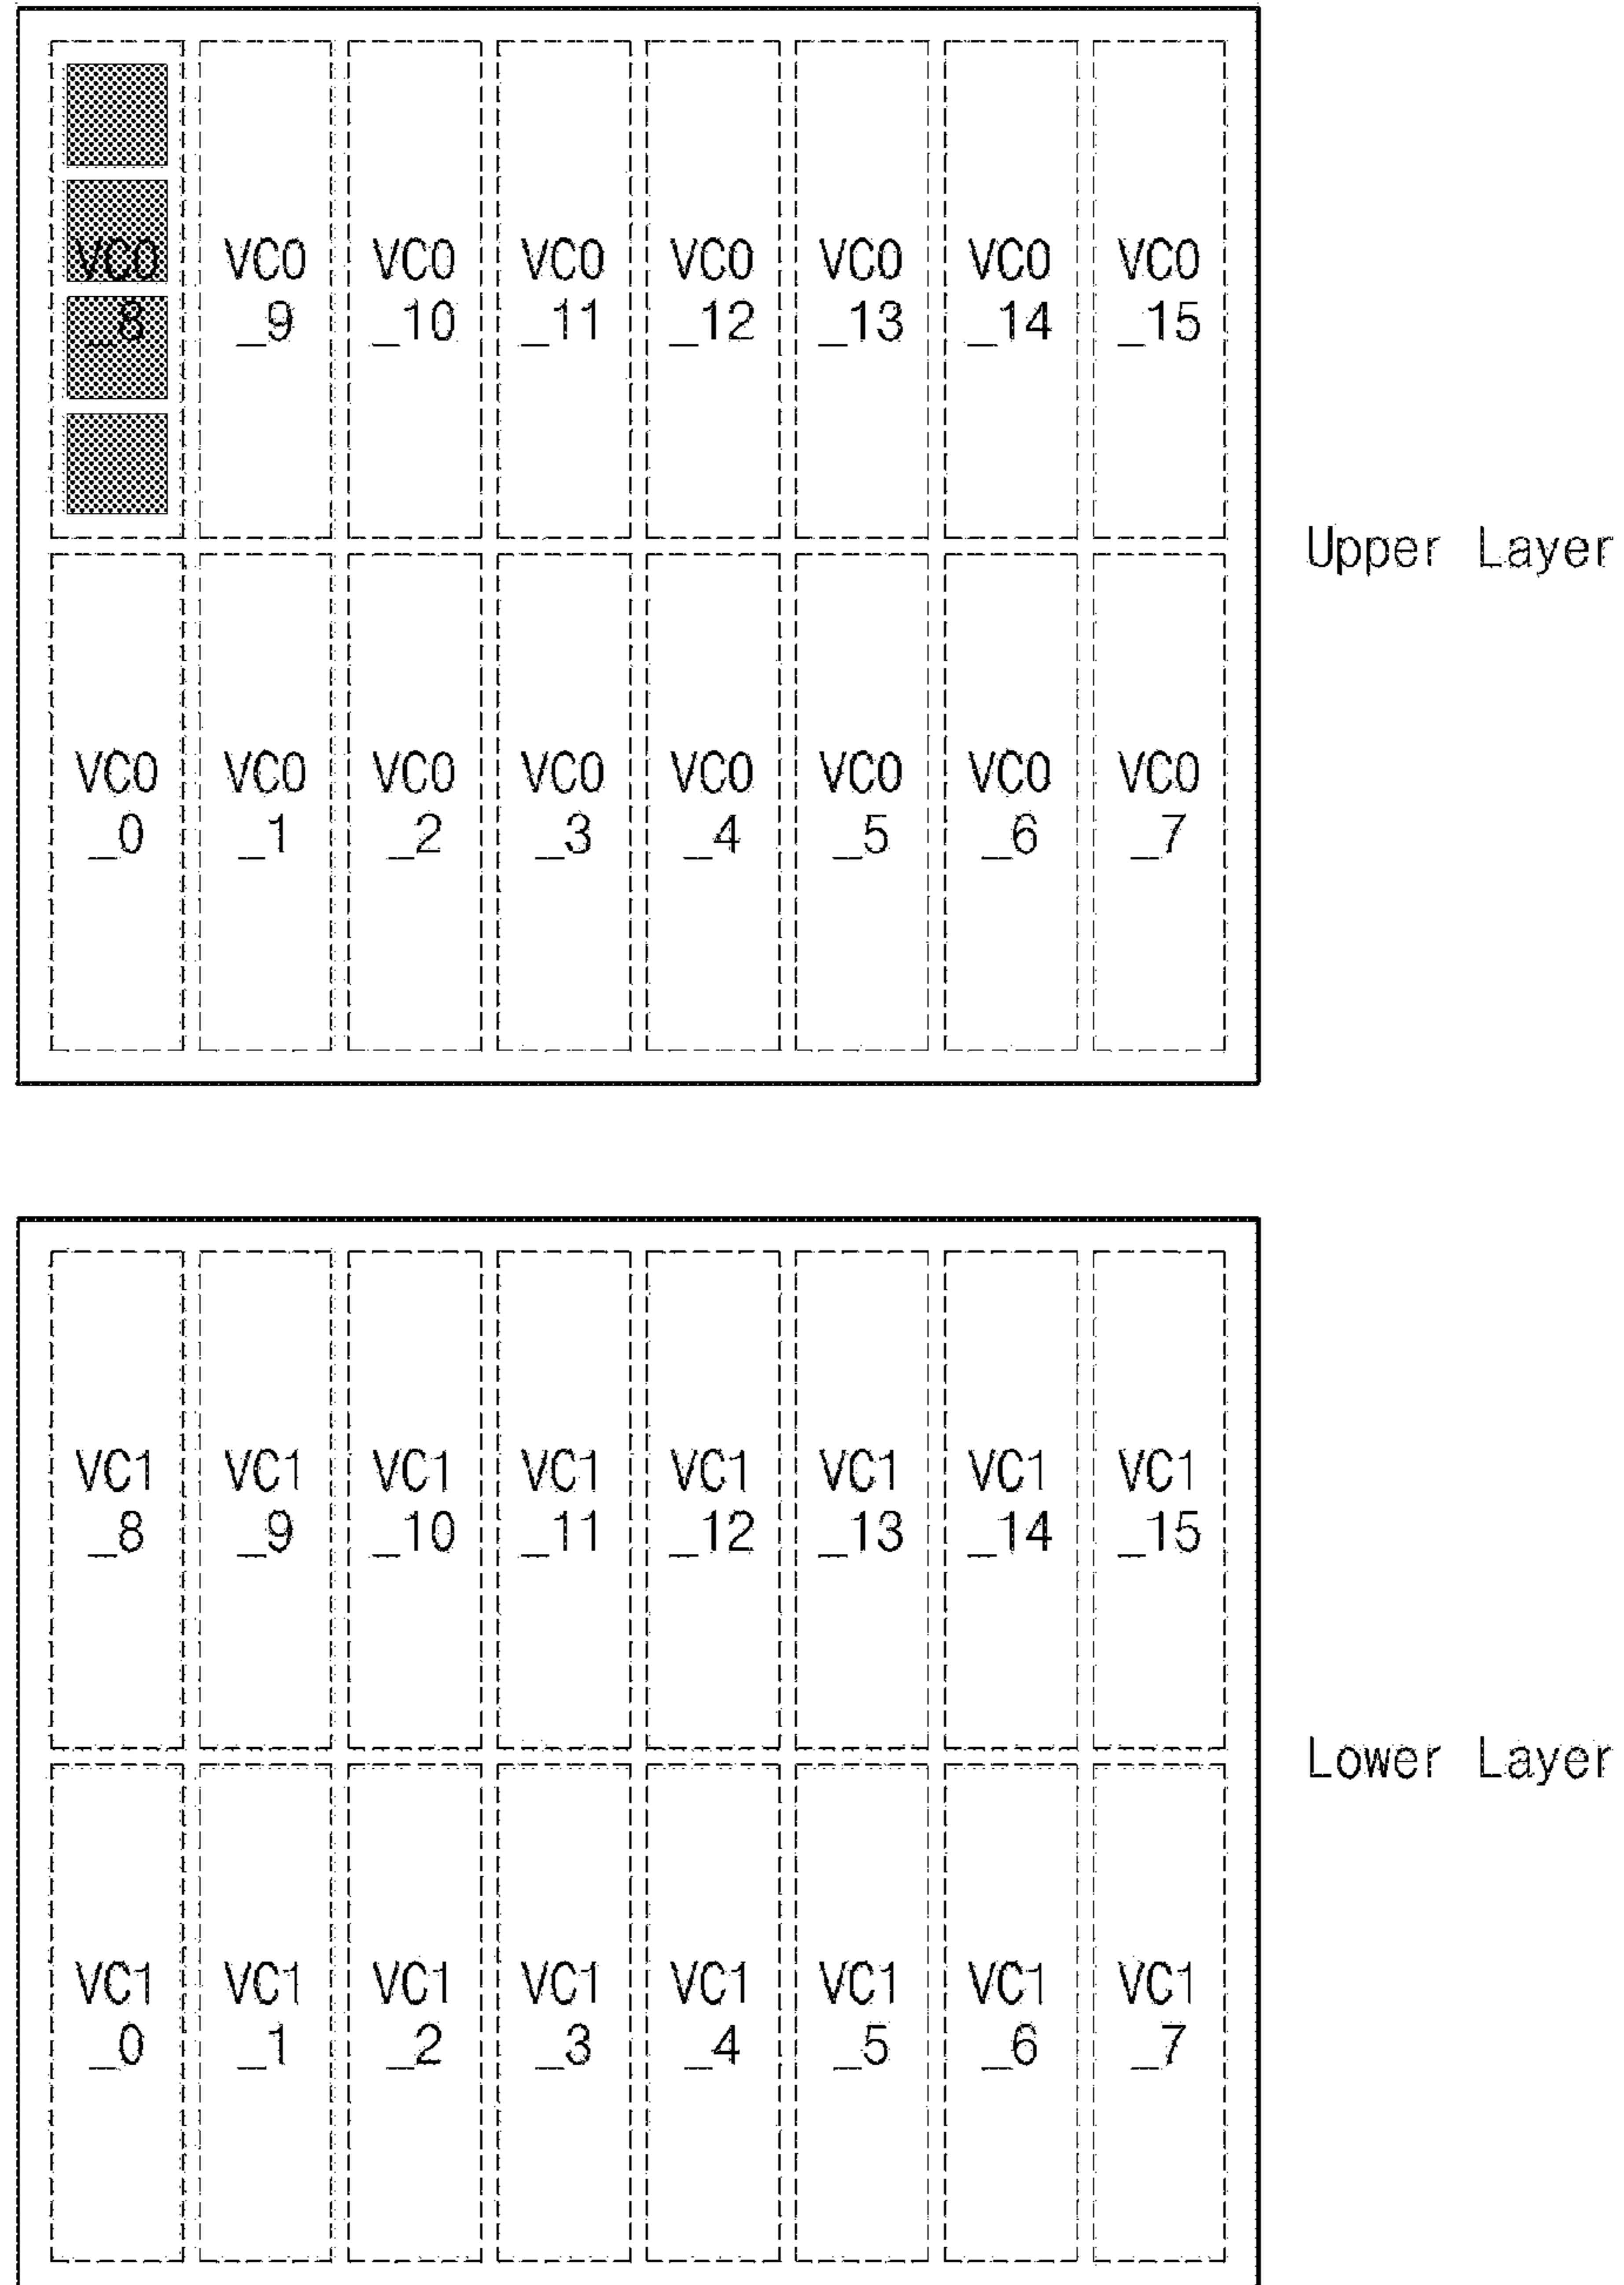 VC0 VC0 VC0 VC0 VC0 VC0 VC0 VC0
_8 _9 _10 _11 _12 _13 _14 _15
Upper Layer
VC0 VC0 VC0 VC0 VC0 VC0 VC0 VC0
_0 _1 _2 _3 _4 _5 _6 _7
VC1 VC1 VC1 VC1 VC1 VC1 VC1 VC1
_8 _9 _10 _11 _12 _13 _14 _15
Lower Layer
VC1 VC1 VC1 VC1 VC1 VC1 VC1 VC1
_0 _1 _2 _3 _4 _5 _6 _7